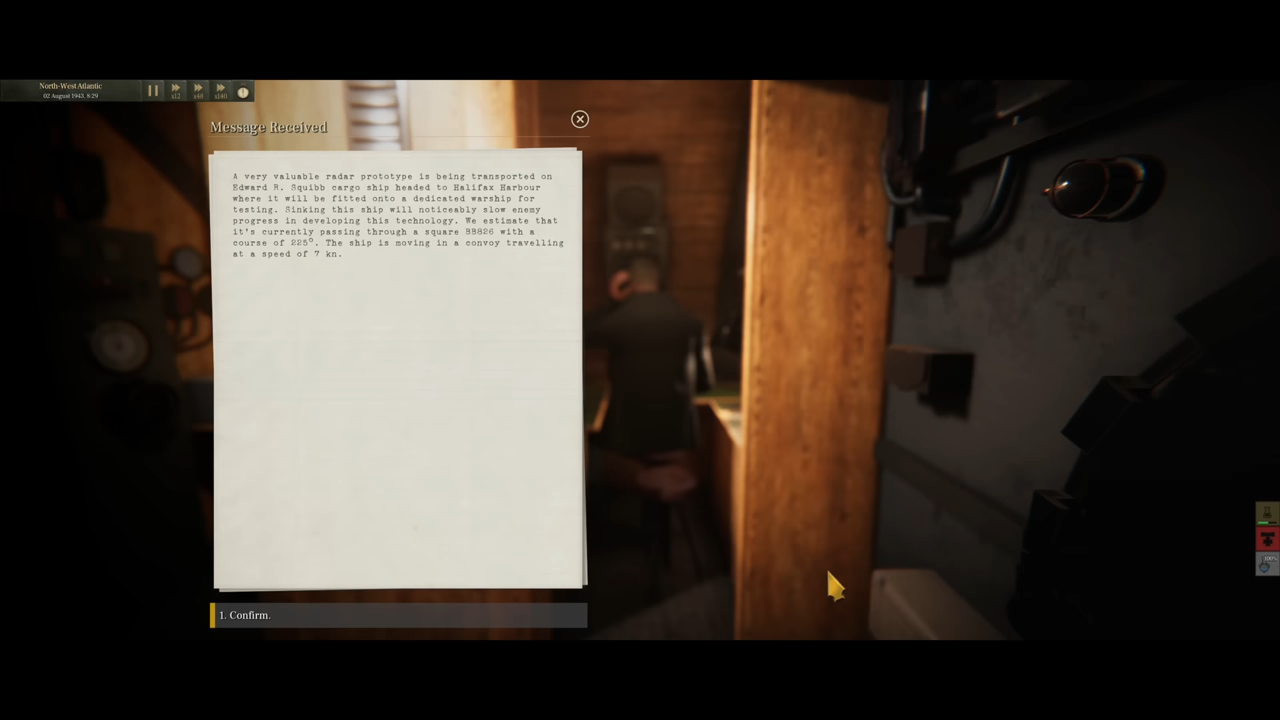 North-West Atlantic
02 August 1943, 8:29
x12
x48
Message Received
A very valuable radar prototype is being transported on
Edward R. Squibb cargo ship headed to Halifax Harbour
where it will be fitted onto a dedicated warship for
testing. Sinking this ship will noticeably slow enemy
progress in developing this technology. We estimate that
it's currently passing through a square BB826 with a
course of 225°. The ship is moving in a convoy travelling
at a speed of 7 kn.
100%
1. Confirm.